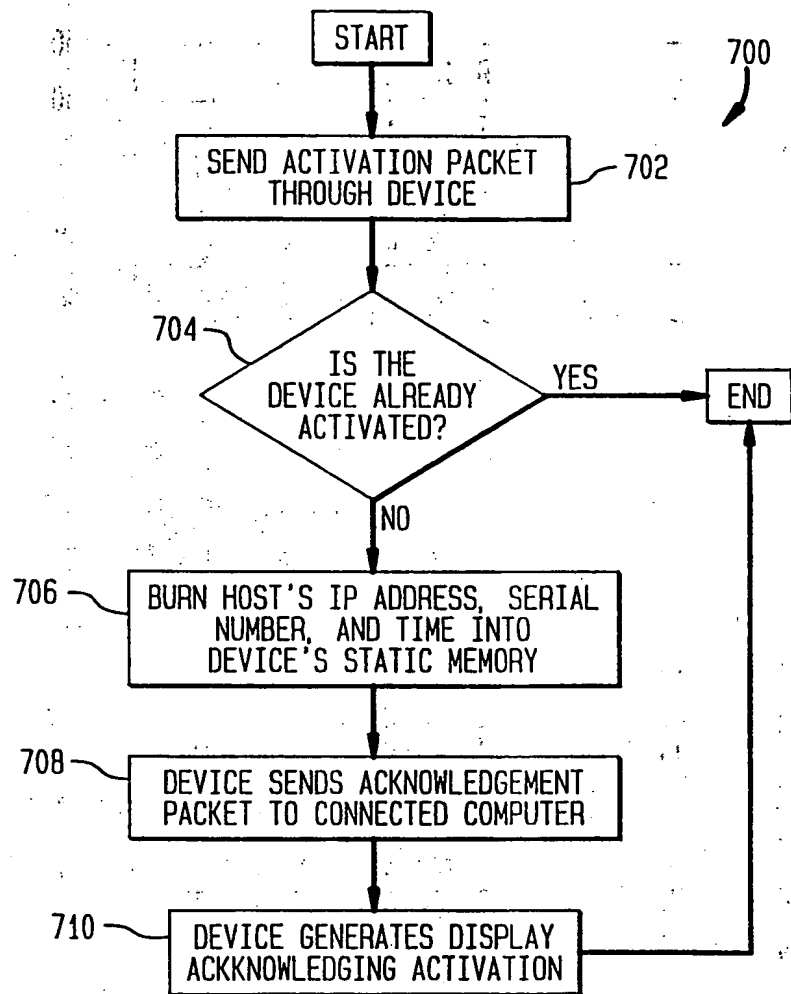 START
700
SEND ACTIVATION PACKET
THROUGH DEVICE
702
704
IS THE
DEVICE ALREADY
ACTIVATED?
YES
END
NO
706
BURN HOST'S IP ADDRESS, SERIAL
NUMBER, AND TIME INTO
DEVICE'S STATIC MEMORY
708
DEVICE SENDS ACKNOWLEDGEMENT
PACKET TO CONNECTED COMPUTER
710
DEVICE GENERATES DISPLAY
ACKKNOWLEDGING ACTIVATION